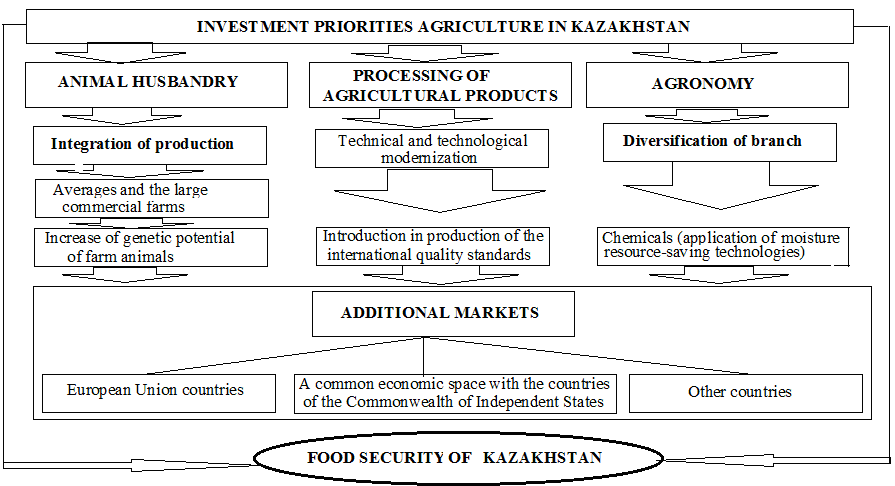 INVESTMENT PRIORITIES AGRICULTURE IN KAZAKHSTAN
ANIMAL HUSBANDRY
PROCESSING OF
AGRICULTURAL PRODUCTS
AGRONOMY
Integration of production
Technical and technological
modernization
Diversification of branch
Averages and the large
commercial farms
Increase of genetic potential
of farm animals
Introduction in production of the
international quality standards
Chemicals (application of moisture
resource-saving technologies)
ADDITIONAL MARKETS
European Union countries
A common economic space with the countries
of the Commonwealth of Independent States
Other countries
FOOD SECURITY OF KAZAKHSTAN